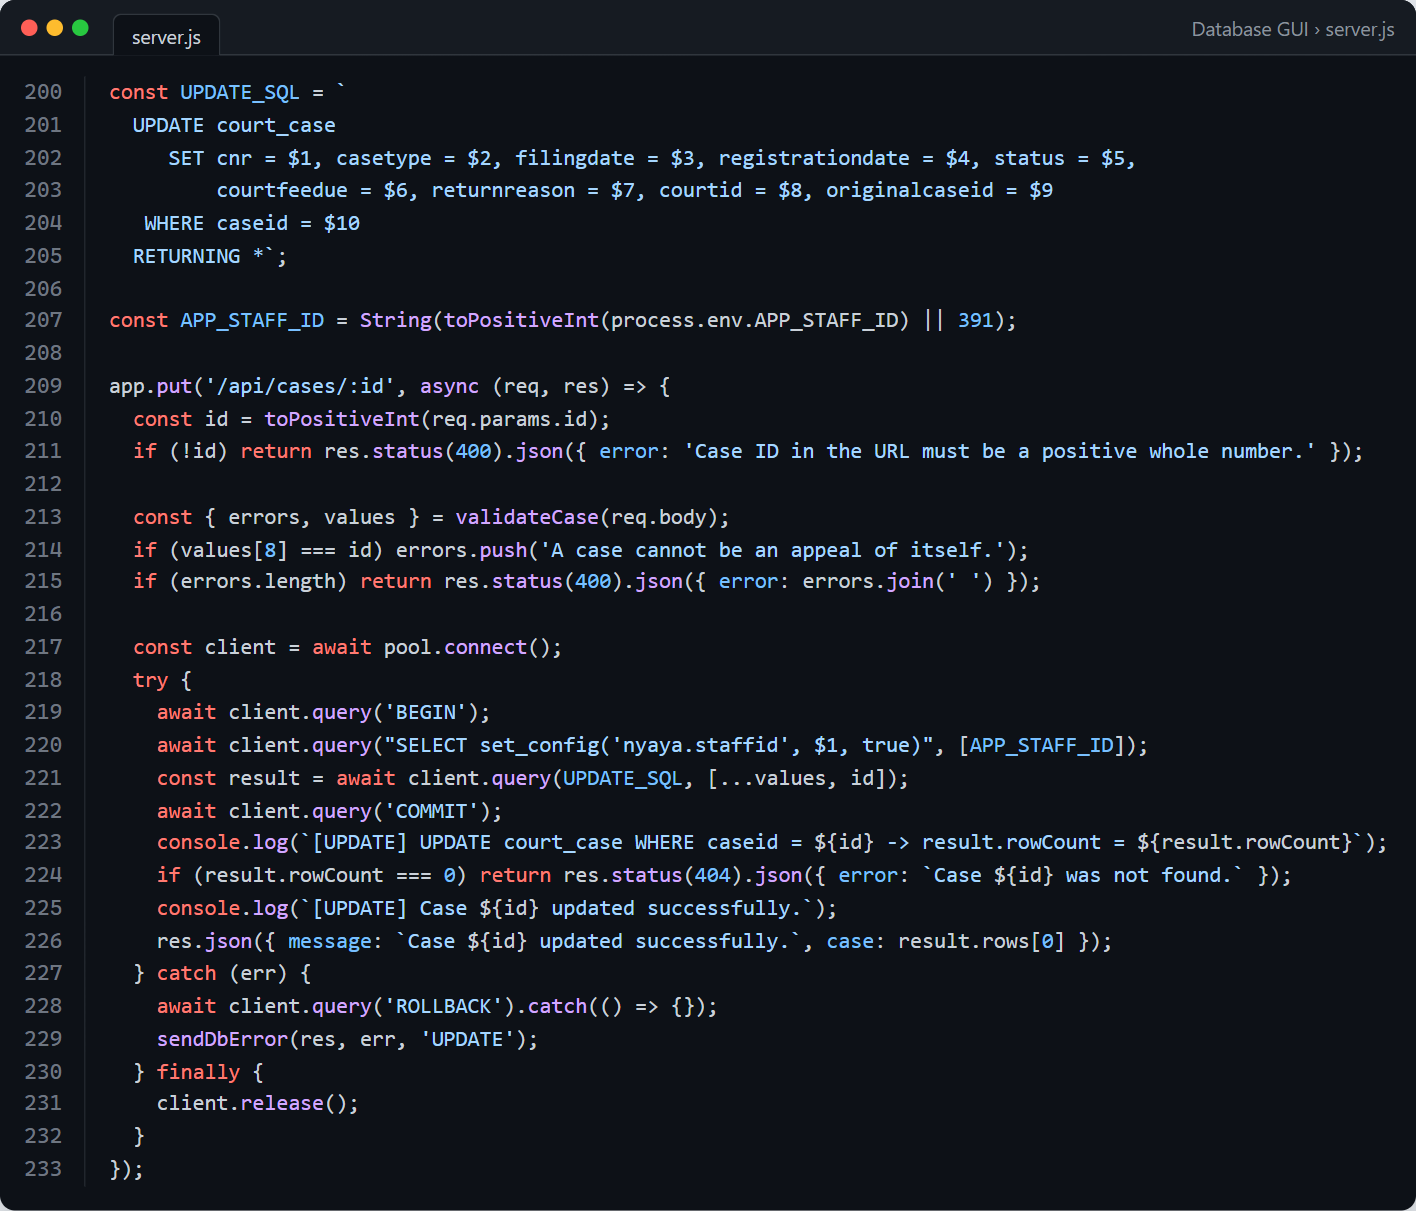 server.js
Database GUI › server.js
200 const UPDATE_SQL = `
201   UPDATE court_case
202      SET cnr = $1, casetype = $2, filingdate = $3, registrationdate = $4, status = $5,
203          courtfeedue = $6, returnreason = $7, courtid = $8, originalcaseid = $9
204    WHERE caseid = $10
205   RETURNING *`;
206
207 const APP_STAFF_ID = String(toPositiveInt(process.env.APP_STAFF_ID) || 391);
208
209 app.put('/api/cases/:id', async (req, res) => {
210   const id = toPositiveInt(req.params.id);
211   if (!id) return res.status(400).json({ error: 'Case ID in the URL must be a positive whole number.' });
212
213   const { errors, values } = validateCase(req.body);
214   if (values[8] === id) errors.push('A case cannot be an appeal of itself.');
215   if (errors.length) return res.status(400).json({ error: errors.join(' ') });
216
217   const client = await pool.connect();
218   try {
219     await client.query('BEGIN');
220     await client.query("SELECT set_config('nyaya.staffid', $1, true)", [APP_STAFF_ID]);
221     const result = await client.query(UPDATE_SQL, [...values, id]);
222     await client.query('COMMIT');
223     console.log(`[UPDATE] UPDATE court_case WHERE caseid = ${id} -> result.rowCount = ${result.rowCount}`);
224     if (result.rowCount === 0) return res.status(404).json({ error: `Case ${id} was not found.` });
225     console.log(`[UPDATE] Case ${id} updated successfully.`);
226     res.json({ message: `Case ${id} updated successfully.`, case: result.rows[0] });
227   } catch (err) {
228     await client.query('ROLLBACK').catch(() => {});
229     sendDbError(res, err, 'UPDATE');
230   } finally {
231     client.release();
232   }
233 });